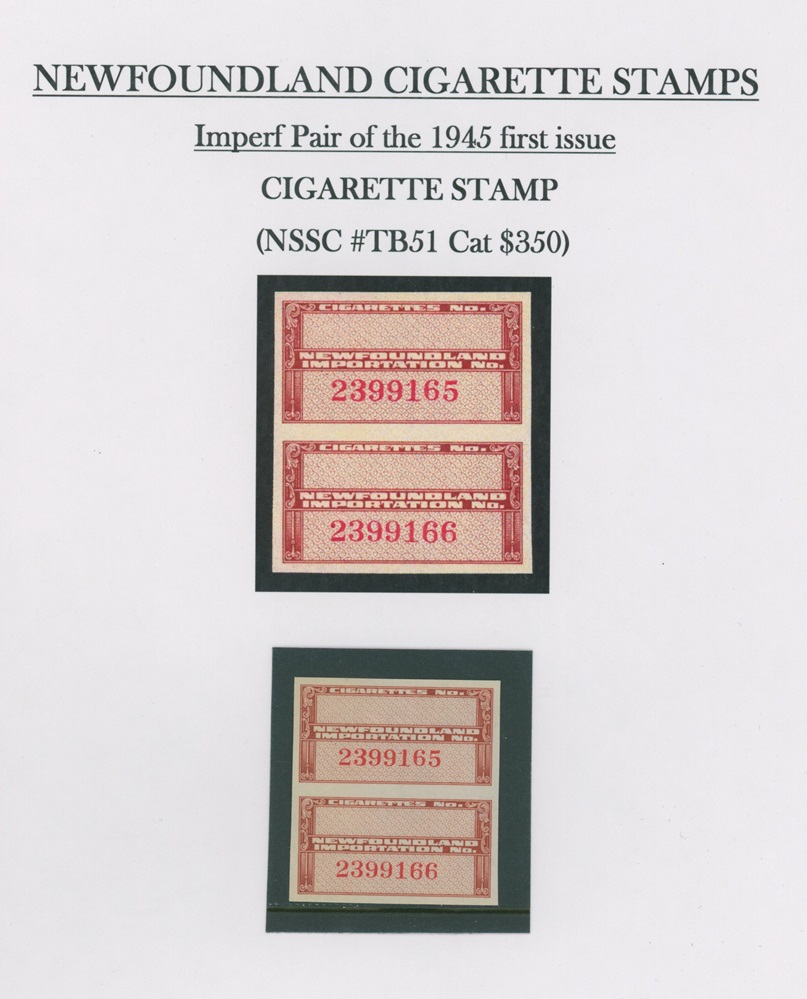 NEWFOUNDLAND CIGARETTE STAMPS
Imperf Pair of the 1945 first issue
CIGARETTE STAMP
(NSSC #TB51 Cat $350)
CIGARETTES No.
NEWFOUNDLAND
IMPORTATION No.
2399165
CIGARETTES No.
NEWFOUNDLAND
IMPORTATION No.
2399166
CIGARETTES No.
NEWFOUNDLAND
IMPORTATION No.
2399165
CIGARETTES No.
NEWFOUNDLAND
IMPORTATION No.
2399166